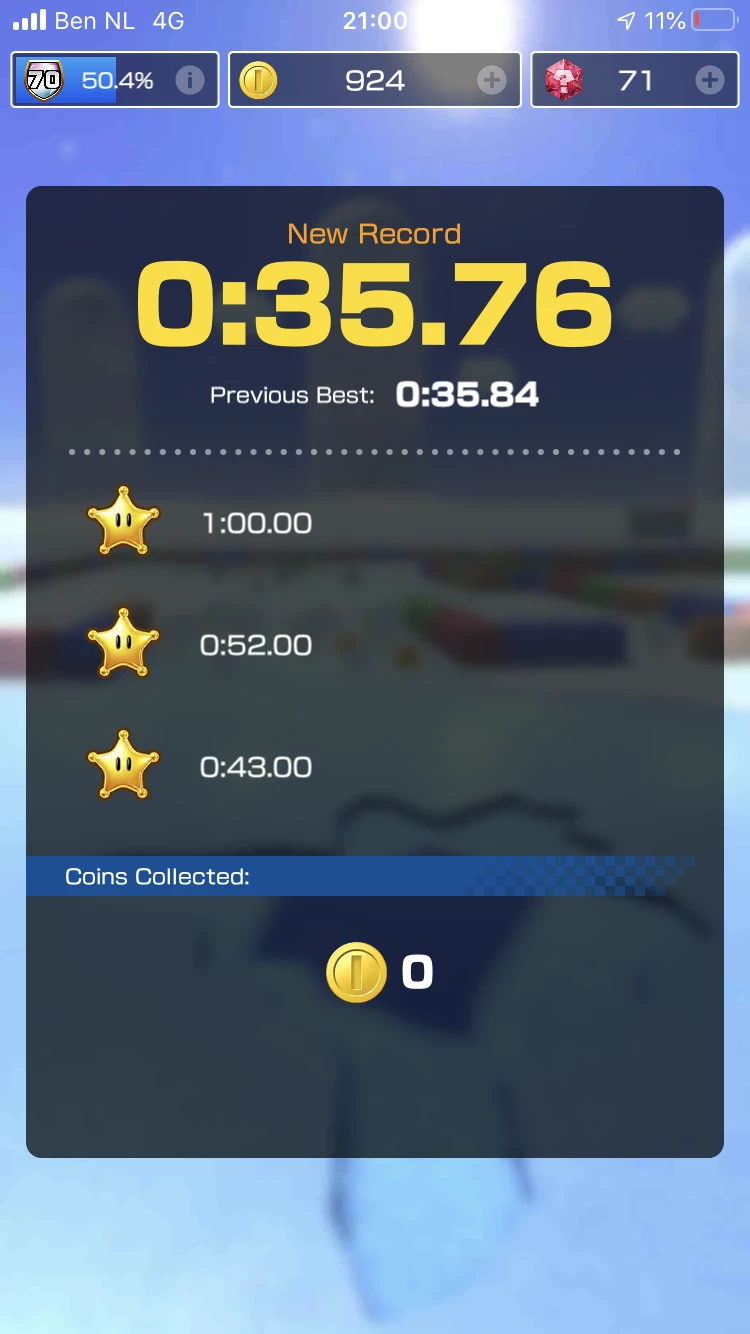 Ben NL 4G 21:00 11%
70 50.4% i 924 + 71 +
New Record
0:35.76
Previous Best: 0:35.84
1:00.00
0:52.00
0:43.00
Coins Collected:
0